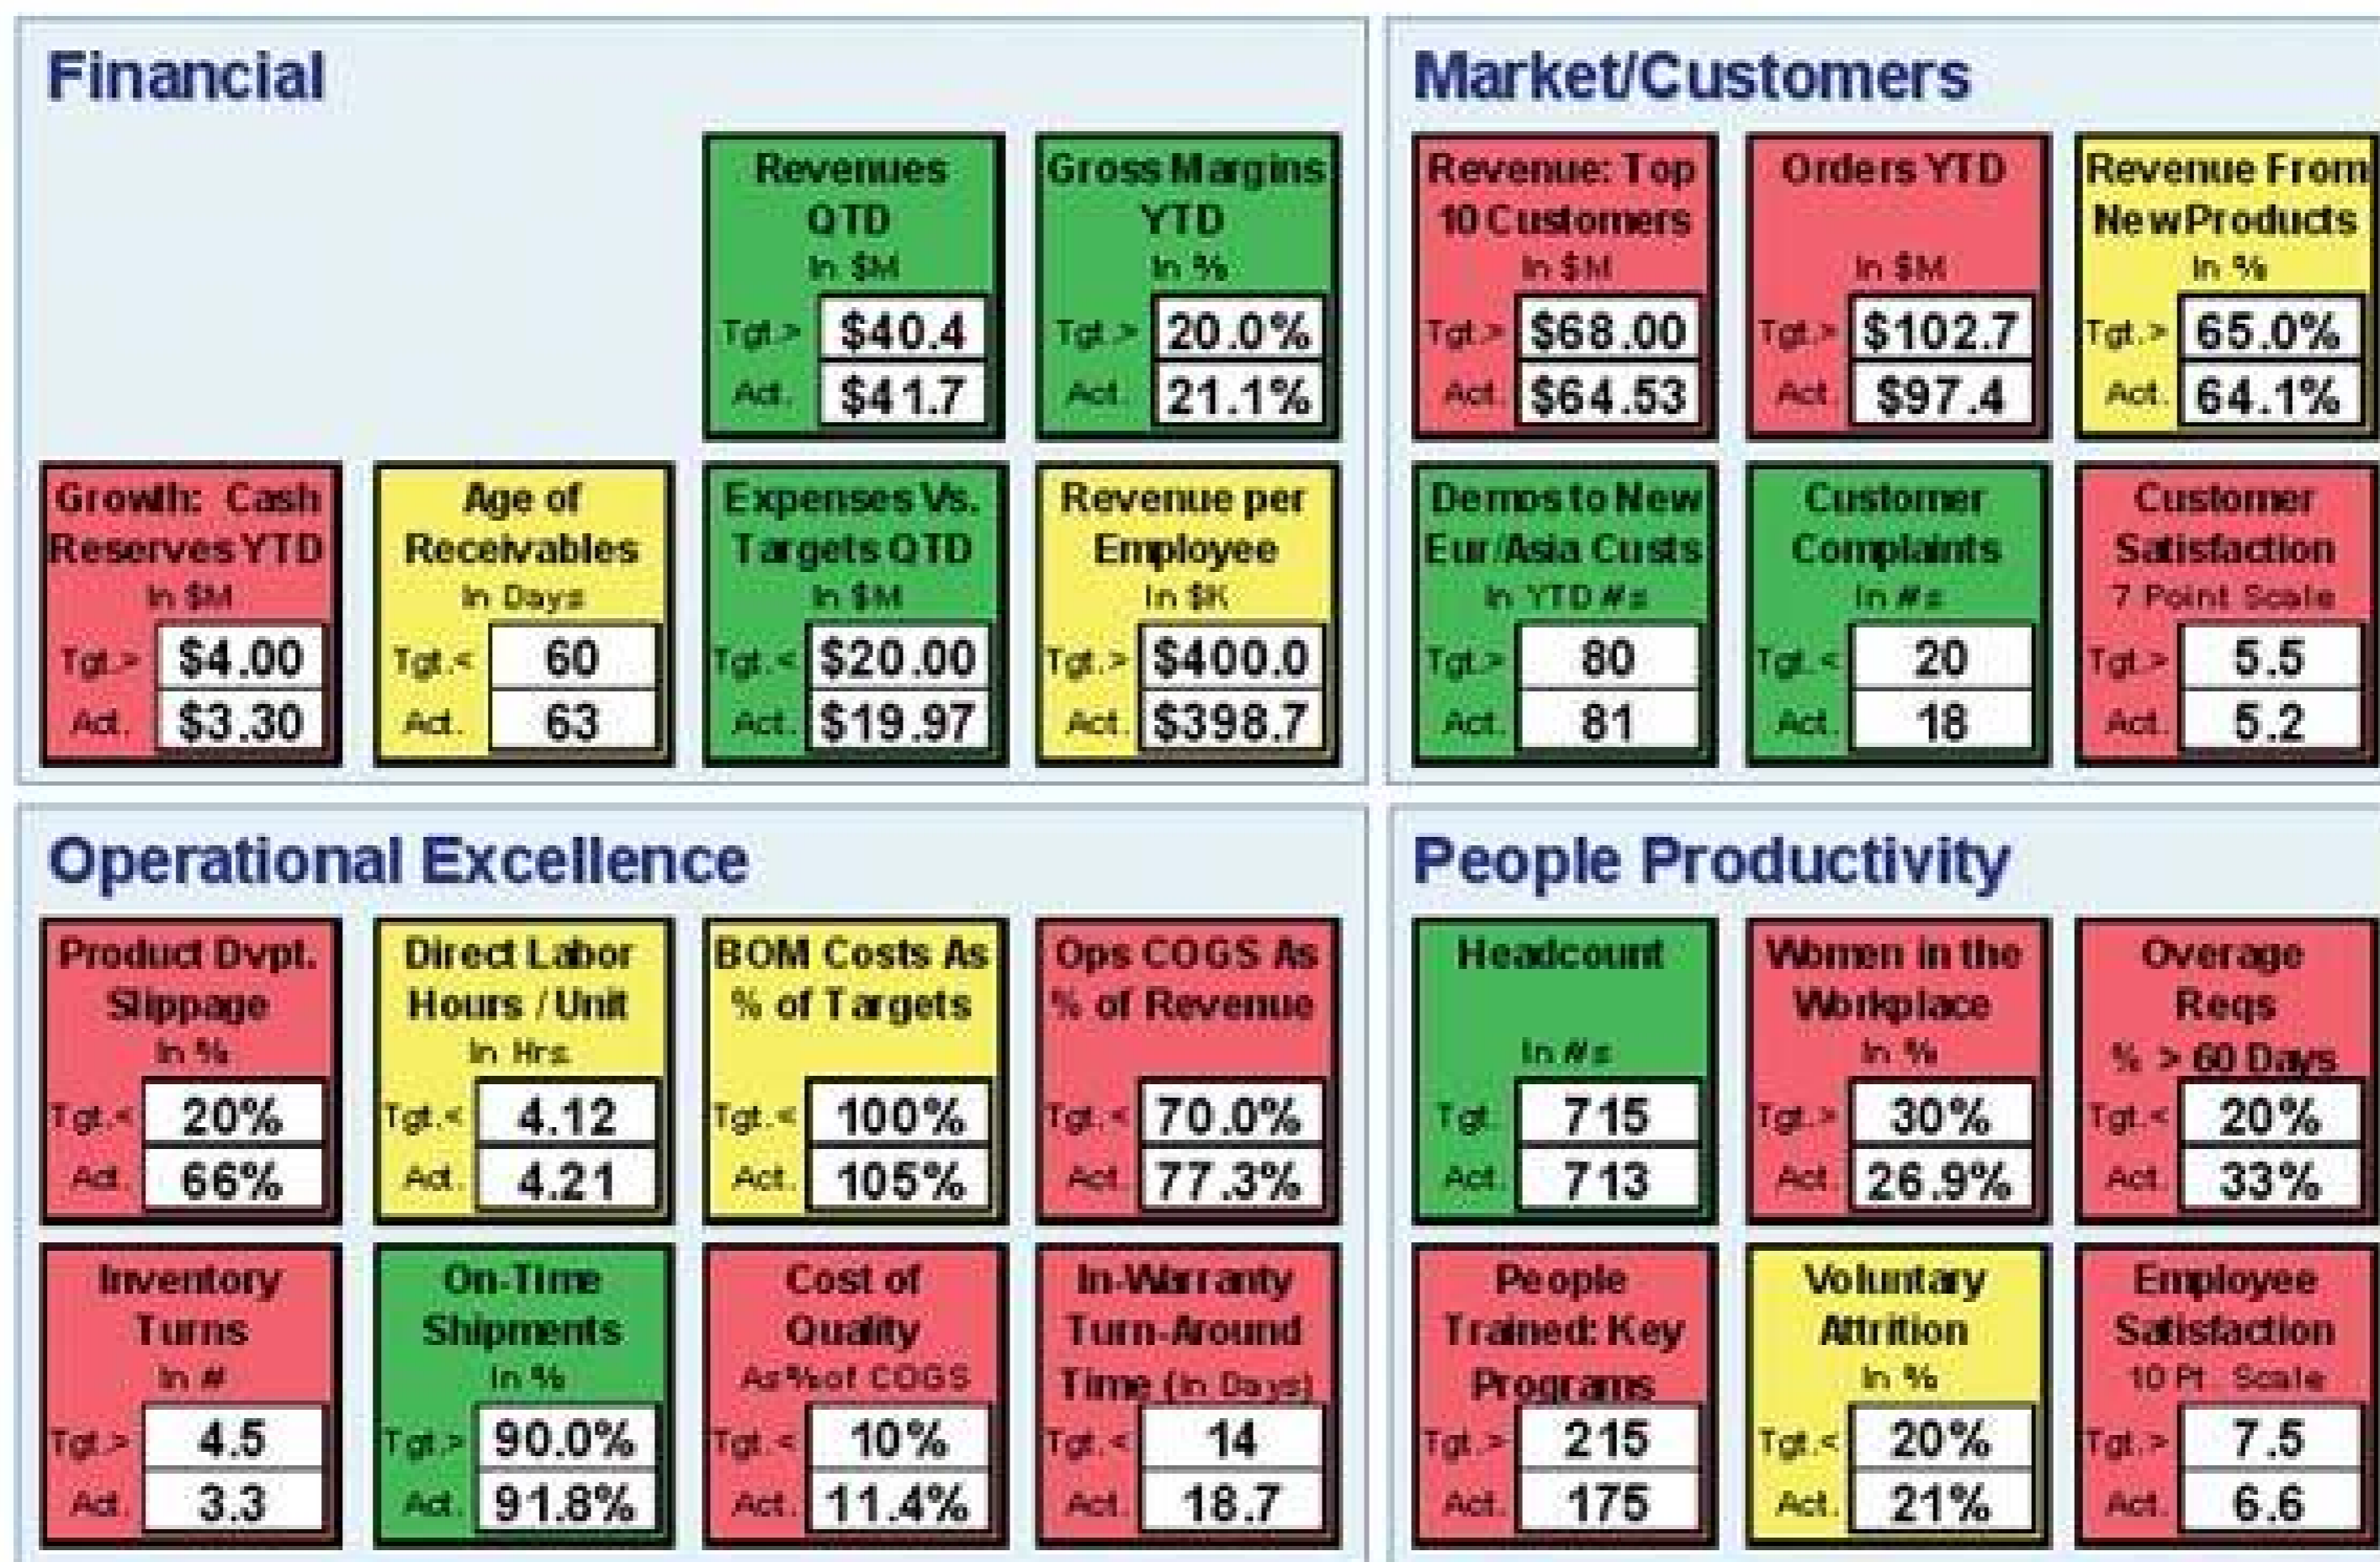 Financial
Revenues
QTD
In $M
Tgt.> $40.4
Act. $41.7
Gross Margins
YTD
In %
Tgt.> 20.0%
Act. 21.1%
Growth: Cash
Reserves YTD
In $M
Tgt.> $4.00
Act. $3.30
Age of
Receivables
In Days
Tgt.< 60
Act. 63
Expenses Vs.
Targets QTD
In $M
Tgt.< $20.00
Act. $19.97
Revenue per
Employee
In $K
Tgt.> $400.0
Act. $398.7
Market/Customers
Revenue: Top
10 Customers
In $M
Tgt.> $68.00
Act. $64.53
Orders YTD
In $M
Tgt.> $102.7
Act. $97.4
Revenue From
New Products
In %
Tgt.> 65.0%
Act. 64.1%
Demos to New
Eur/Asia Custs
In YTD #s
Tgt.> 80
Act. 81
Customer
Complaints
In #s
Tgt.< 20
Act. 18
Customer
Satisfaction
7 Point Scale
Tgt.> 5.5
Act. 5.2
Operational Excellence
Product Dvpt.
Slippage
In %
Tgt.< 20%
Act. 66%
Direct Labor
Hours / Unit
In Hrs.
Tgt.< 4.12
Act. 4.21
BOM Costs As
% of Targets
Tgt.< 100%
Act. 105%
Ops COGS As
% of Revenue
Tgt.< 70.0%
Act. 77.3%
Inventory
Turns
In #
Tgt.> 4.5
Act. 3.3
On-Time
Shipments
In %
Tgt.> 90.0%
Act. 91.8%
Cost of
Quality
As % of COGS
Tgt.< 10%
Act. 11.4%
In-Warranty
Turn-Around
Time (In Days)
Tgt.< 14
Act. 18.7
People Productivity
Headcount
In #s
Tgt. 715
Act. 713
Women in the
Workplace
In %
Tgt.> 30%
Act. 26.9%
Overage
Reqs
% > 60 Days
Tgt.< 20%
Act. 33%
People
Trained: Key
Programs
Tgt.> 215
Act. 175
Voluntary
Attrition
In %
Tgt.< 20%
Act. 21%
Employee
Satisfaction
10 Pt. Scale
Tgt.> 7.5
Act. 6.6